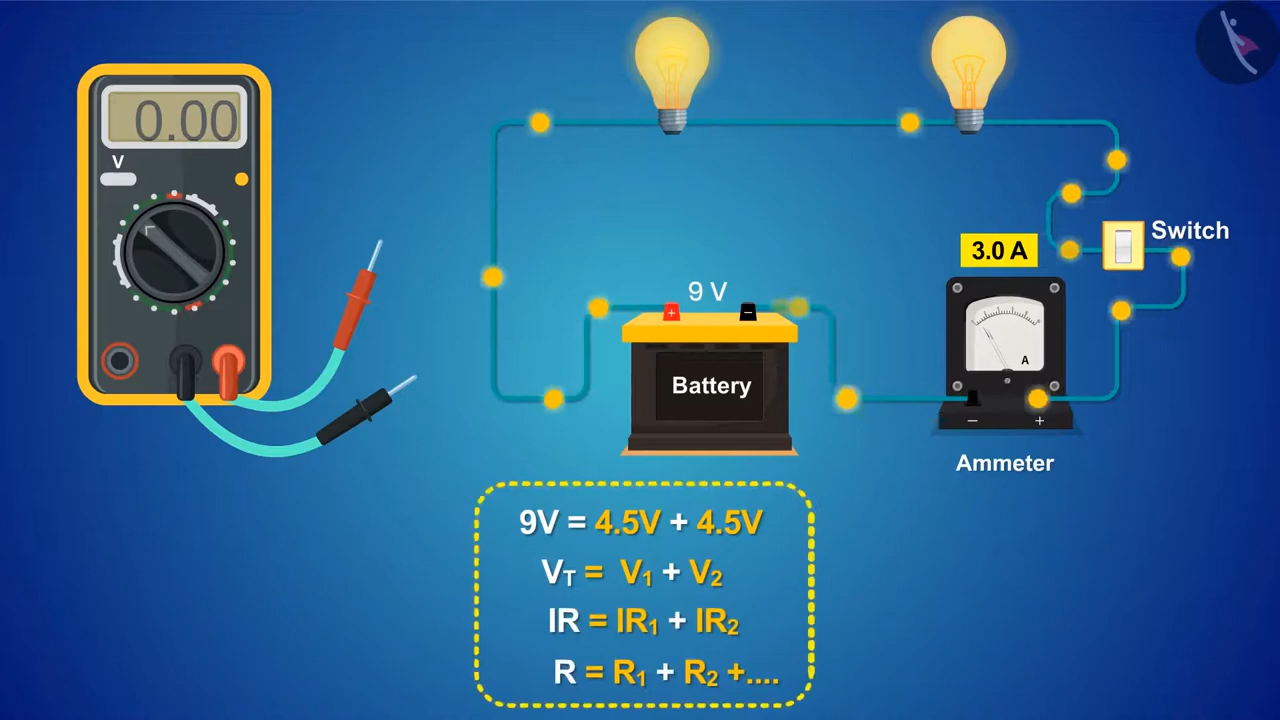 0.00
V
Switch
3.0 A
9 V
+ −
Battery
A
− +
Ammeter
9V = 4.5V + 4.5V
V_T = V₁ + V₂
IR = IR₁ + IR₂
R = R₁ + R₂ +....